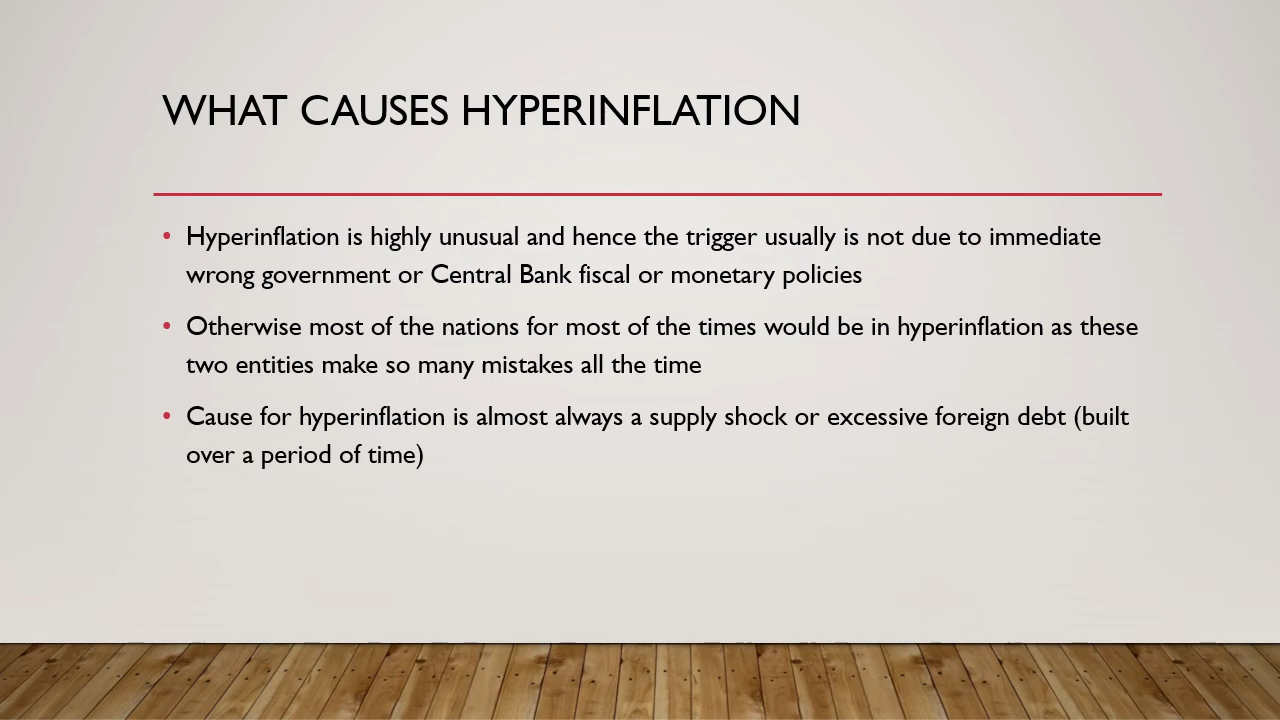 WHAT CAUSES HYPERINFLATION
• Hyperinflation is highly unusual and hence the trigger usually is not due to immediate
wrong government or Central Bank fiscal or monetary policies
• Otherwise most of the nations for most of the times would be in hyperinflation as these
two entities make so many mistakes all the time
• Cause for hyperinflation is almost always a supply shock or excessive foreign debt (built
over a period of time)